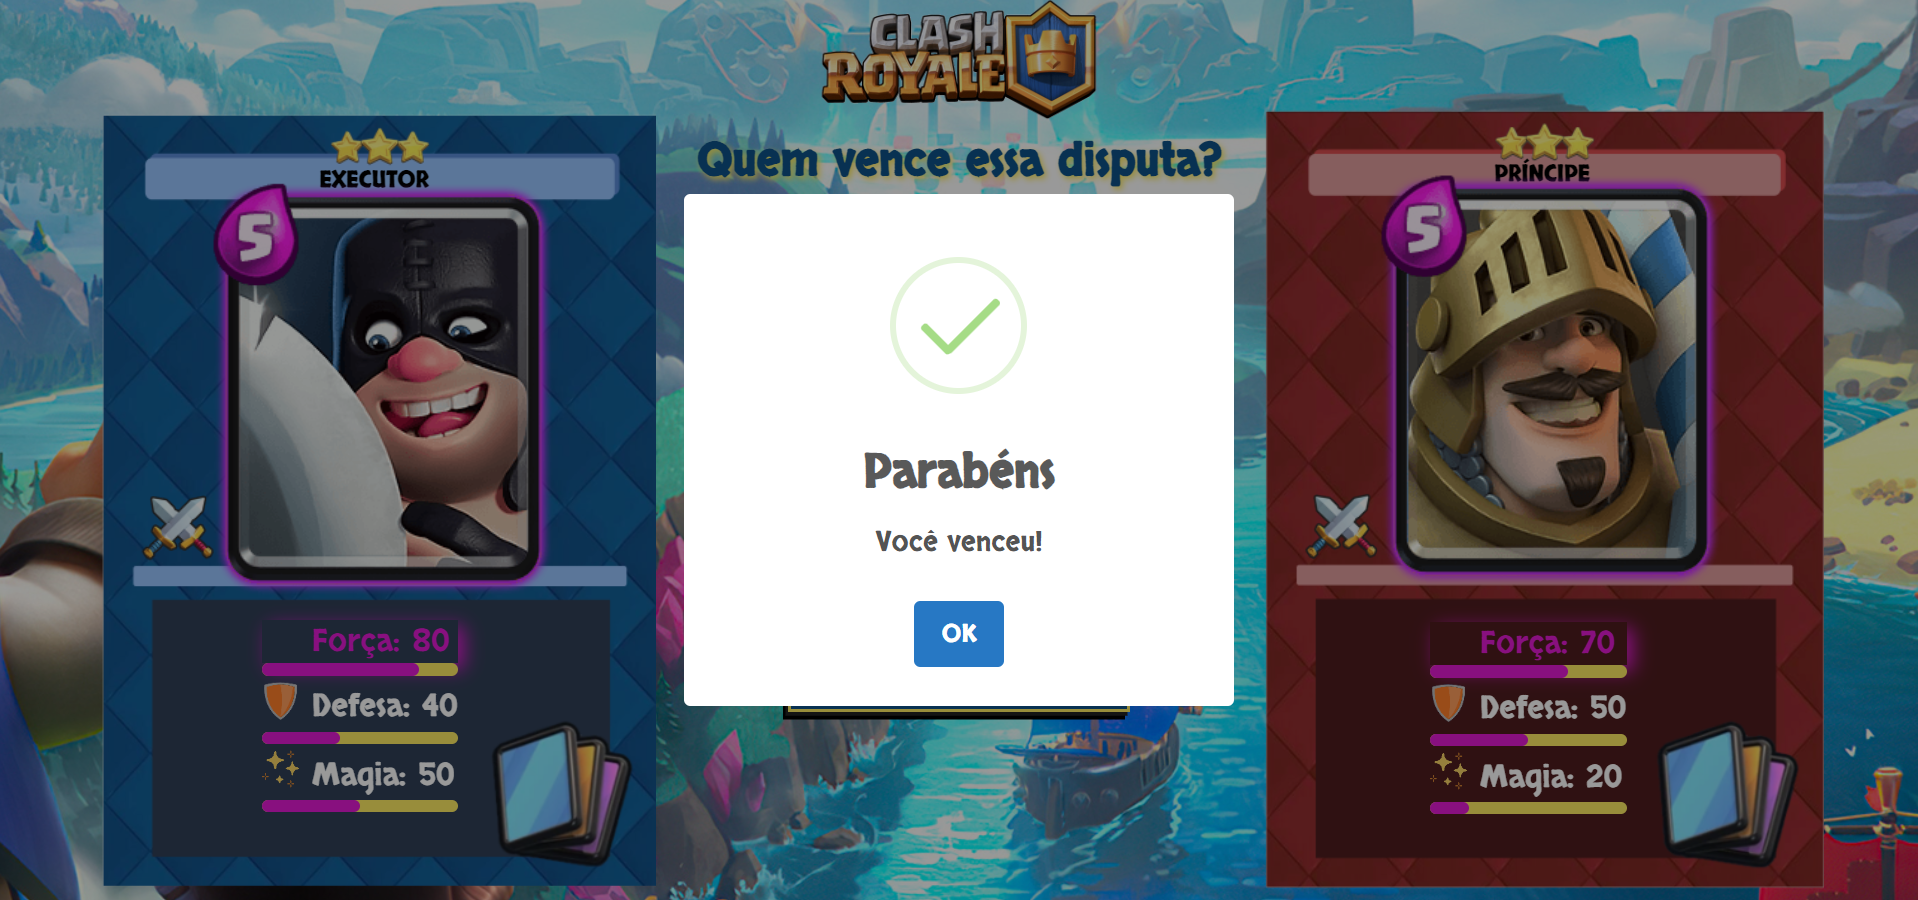 CLASH
ROYALE
Quem vence essa disputa?
EXECUTOR
5
Força: 80
Defesa: 40
Magia: 50
Parabéns
Você venceu!
OK
PRÍNCIPE
5
Força: 70
Defesa: 50
Magia: 20